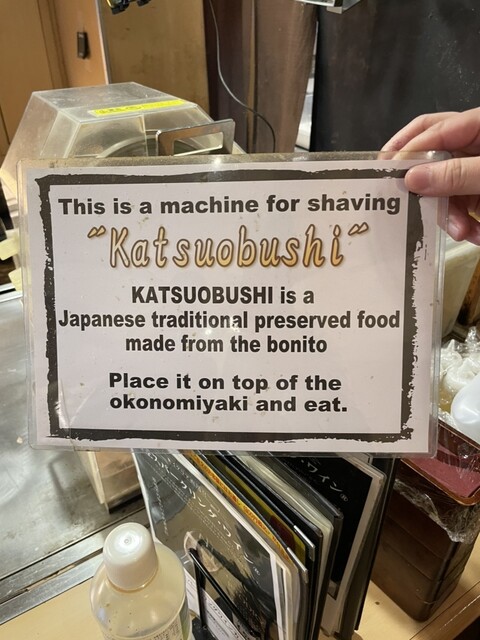 This is a machine for shaving
"Katsuobushi"
KATSUOBUSHI is a
Japanese traditional preserved food
made from the bonito
Place it on top of the
okonomiyaki and eat.